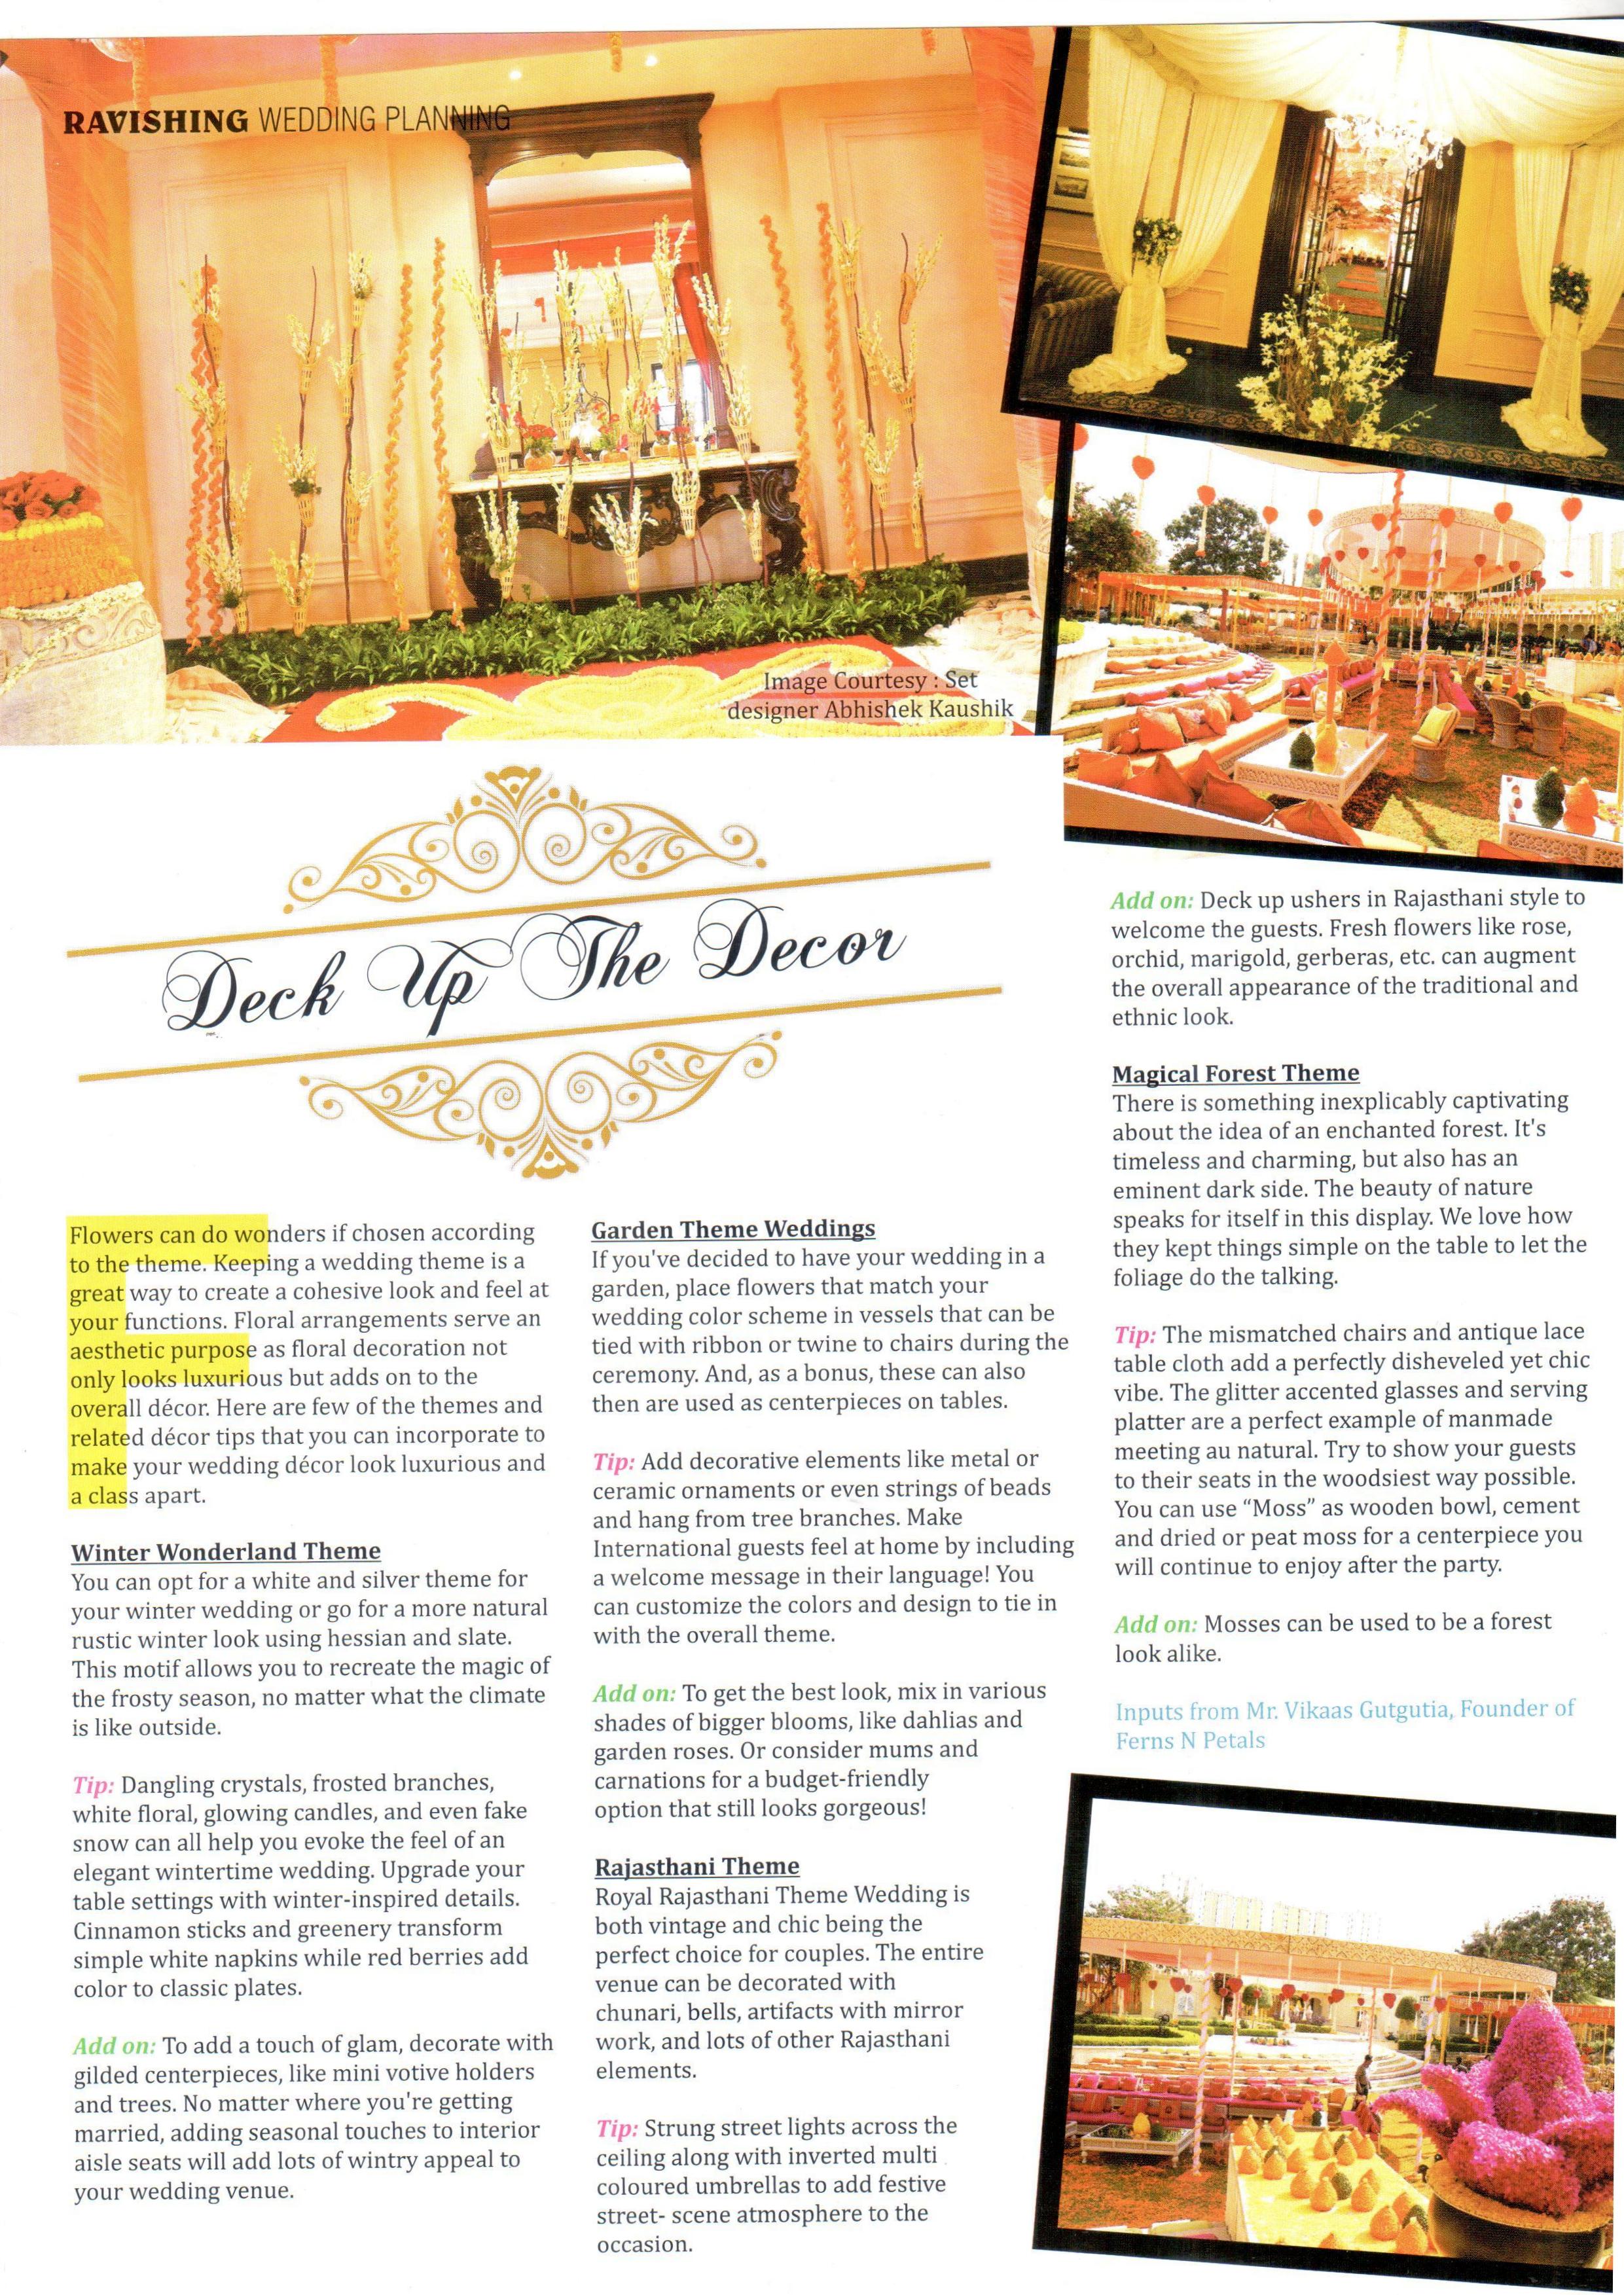 RAVISHING WEDDING PLANNING
Image Courtesy : Set
designer Abhishek Kaushik
Deck Up The Decor
Flowers can do wonders if chosen according
to the theme. Keeping a wedding theme is a
great way to create a cohesive look and feel at
your functions. Floral arrangements serve an
aesthetic purpose as floral decoration not
only looks luxurious but adds on to the
overall décor. Here are few of the themes and
related décor tips that you can incorporate to
make your wedding décor look luxurious and
a class apart.
Winter Wonderland Theme
You can opt for a white and silver theme for
your winter wedding or go for a more natural
rustic winter look using hessian and slate.
This motif allows you to recreate the magic of
the frosty season, no matter what the climate
is like outside.
Tip: Dangling crystals, frosted branches,
white floral, glowing candles, and even fake
snow can all help you evoke the feel of an
elegant wintertime wedding. Upgrade your
table settings with winter-inspired details.
Cinnamon sticks and greenery transform
simple white napkins while red berries add
color to classic plates.
Add on: To add a touch of glam, decorate with
gilded centerpieces, like mini votive holders
and trees. No matter where you're getting
married, adding seasonal touches to interior
aisle seats will add lots of wintry appeal to
your wedding venue.
Garden Theme Weddings
If you've decided to have your wedding in a
garden, place flowers that match your
wedding color scheme in vessels that can be
tied with ribbon or twine to chairs during the
ceremony. And, as a bonus, these can also
then are used as centerpieces on tables.
Tip: Add decorative elements like metal or
ceramic ornaments or even strings of beads
and hang from tree branches. Make
International guests feel at home by including
a welcome message in their language! You
can customize the colors and design to tie in
with the overall theme.
Add on: To get the best look, mix in various
shades of bigger blooms, like dahlias and
garden roses. Or consider mums and
carnations for a budget-friendly
option that still looks gorgeous!
Rajasthani Theme
Royal Rajasthani Theme Wedding is
both vintage and chic being the
perfect choice for couples. The entire
venue can be decorated with
chunari, bells, artifacts with mirror
work, and lots of other Rajasthani
elements.
Tip: Strung street lights across the
ceiling along with inverted multi
coloured umbrellas to add festive
street- scene atmosphere to the
occasion.
Add on: Deck up ushers in Rajasthani style to
welcome the guests. Fresh flowers like rose,
orchid, marigold, gerberas, etc. can augment
the overall appearance of the traditional and
ethnic look.
Magical Forest Theme
There is something inexplicably captivating
about the idea of an enchanted forest. It's
timeless and charming, but also has an
eminent dark side. The beauty of nature
speaks for itself in this display. We love how
they kept things simple on the table to let the
foliage do the talking.
Tip: The mismatched chairs and antique lace
table cloth add a perfectly disheveled yet chic
vibe. The glitter accented glasses and serving
platter are a perfect example of manmade
meeting au natural. Try to show your guests
to their seats in the woodsiest way possible.
You can use “Moss” as wooden bowl, cement
and dried or peat moss for a centerpiece you
will continue to enjoy after the party.
Add on: Mosses can be used to be a forest
look alike.
Inputs from Mr. Vikaas Gutgutia, Founder of
Ferns N Petals